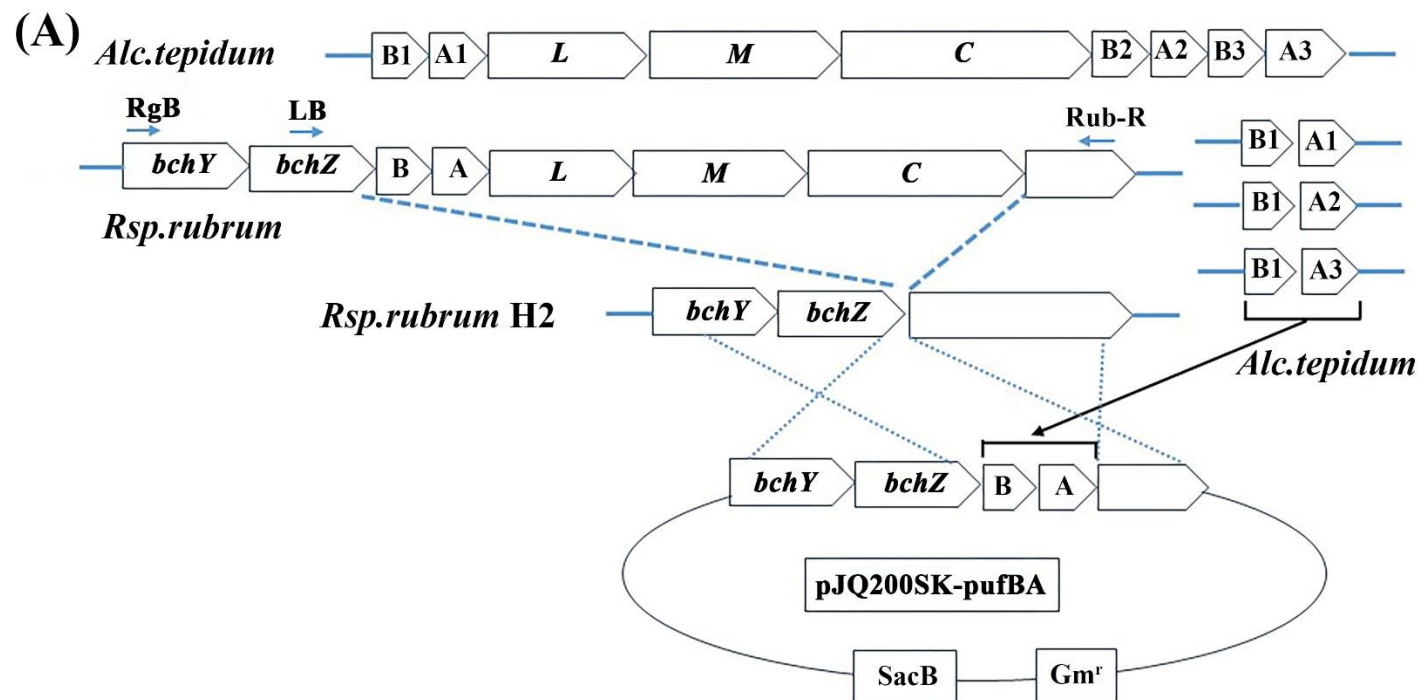 (A)
Alc.tepidum
B1 A1 L M C B2 A2 B3 A3
RgB LB Rub-R
bchY bchZ B A L M C
Rsp.rubrum
B1 A1
B1 A2
B1 A3
Alc.tepidum
Rsp.rubrum H2
bchY bchZ
bchY bchZ B A
pJQ200SK-pufBA
SacB Gmʳ